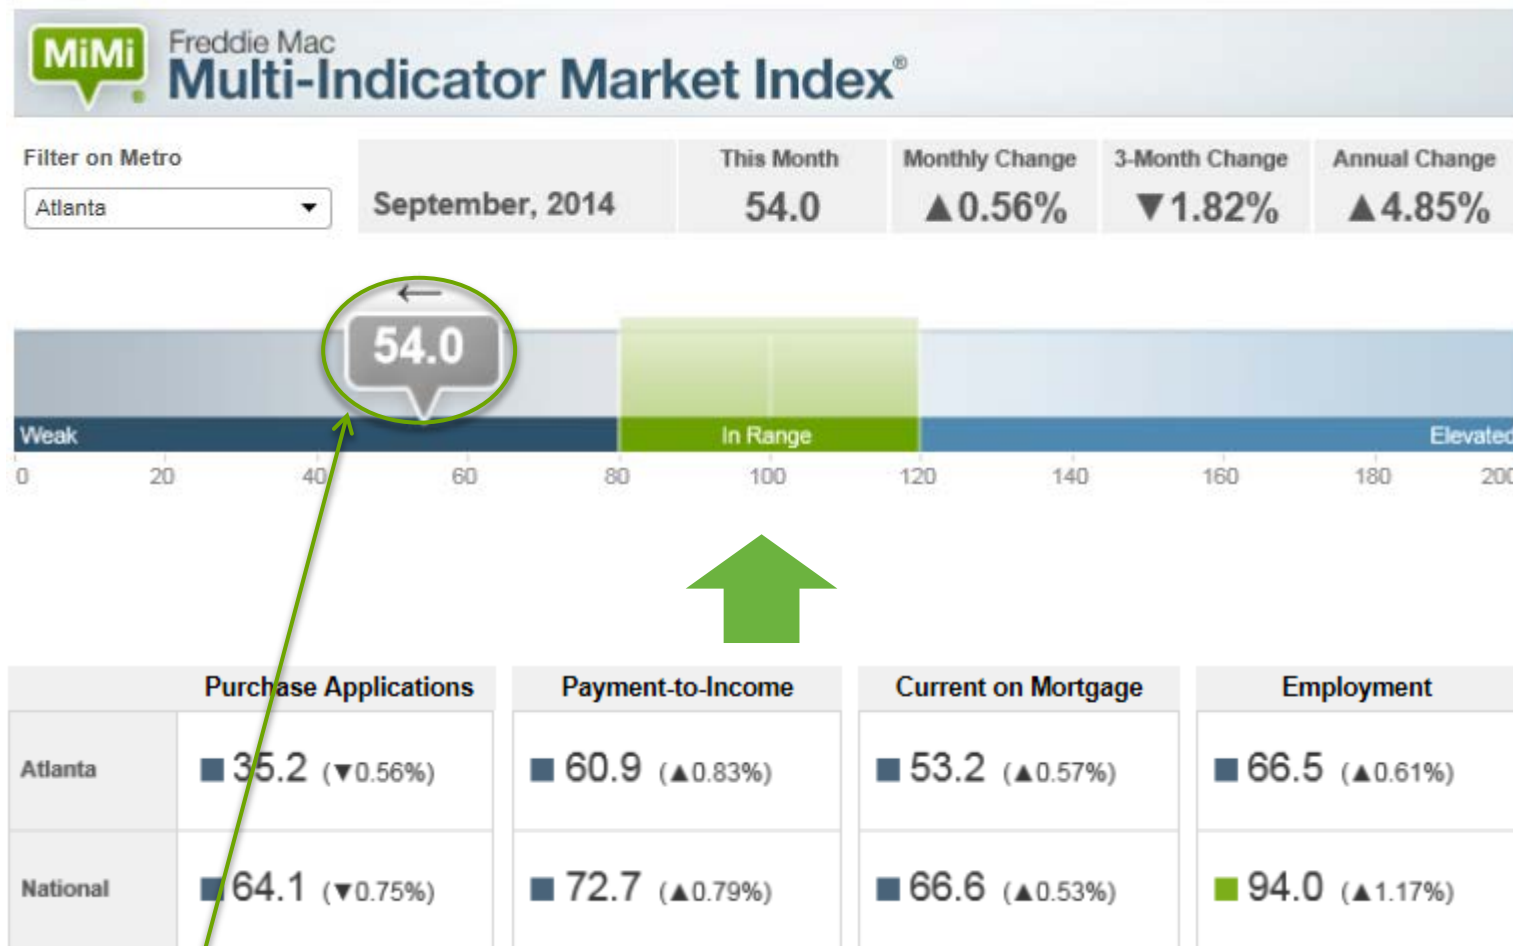 MiMi
Freddie Mac
Multi-Indicator Market Index®
Filter on Metro
Atlanta
September, 2014
This Month
54.0
Monthly Change
▲0.56%
3-Month Change
▼1.82%
Annual Change
▲4.85%
←
54.0
Weak In Range Elevated
0 20 40 60 80 100 120 140 160 180 200
Purchase Applications Payment-to-Income Current on Mortgage Employment
Atlanta 35.2 (▼0.56%) 60.9 (▲0.83%) 53.2 (▲0.57%) 66.5 (▲0.61%)
National 64.1 (▼0.75%) 72.7 (▲0.79%) 66.6 (▲0.53%) 94.0 (▲1.17%)